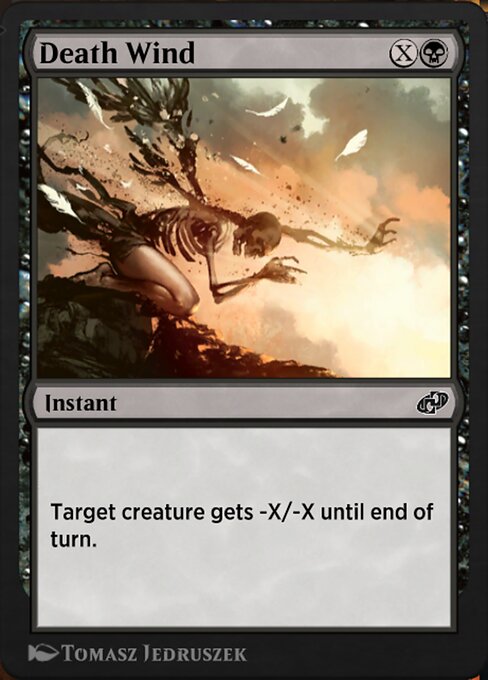 Death Wind X
Instant
Target creature gets -X/-X until end of
turn.
Tomasz Jedruszek